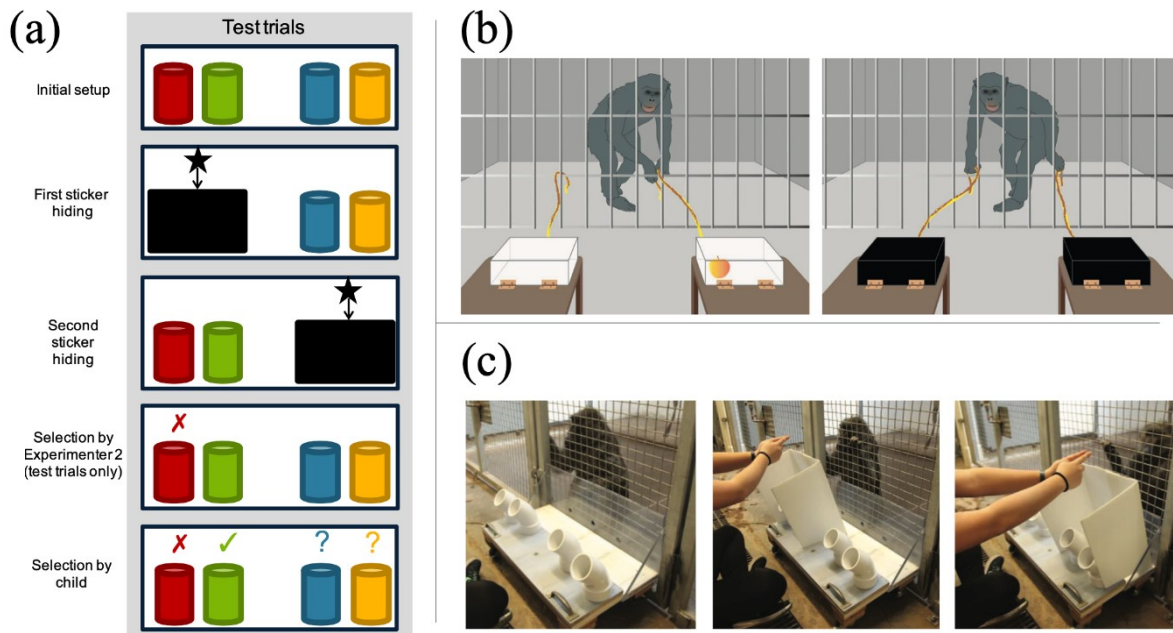 (a)
Test trials
Initial setup
First sticker
hiding
Second
sticker
hiding
✗
Selection by
Experimenter 2
(test trials only)
✗ ✓ ? ?
Selection by
child
(b)
(c)